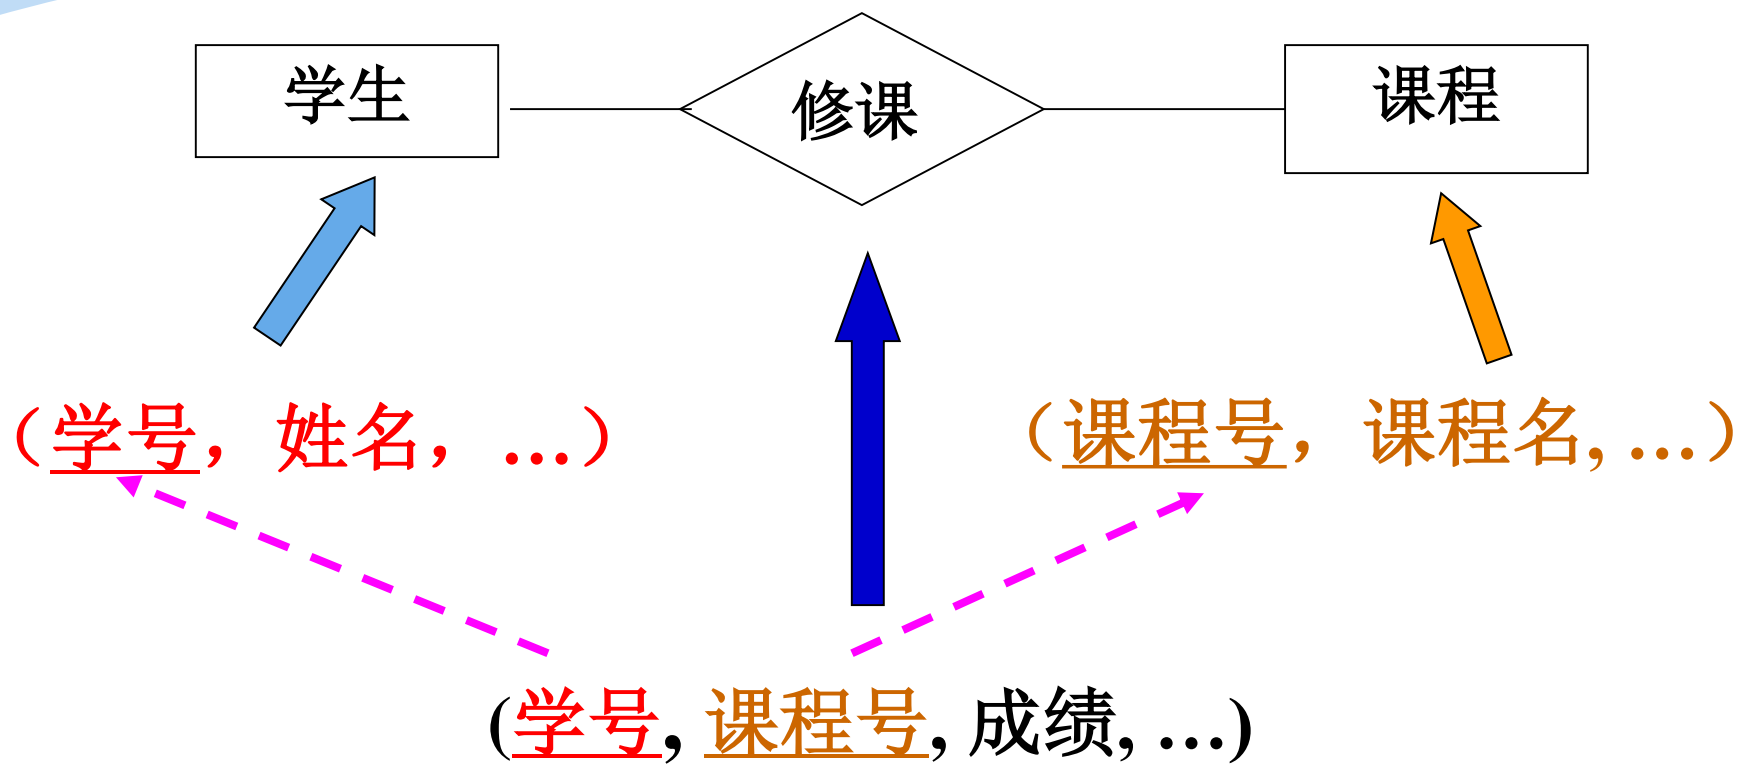 学生
修课
课程
（学号，姓名，…）
（课程号，课程名, …）
(学号, 课程号, 成绩, …)